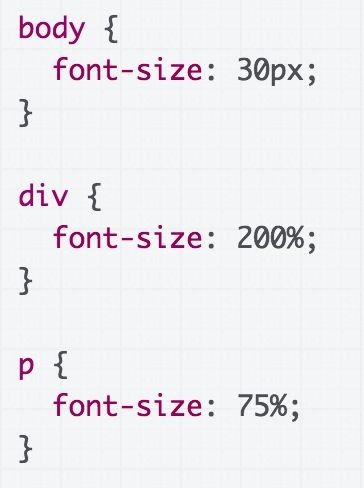 body {
  font-size: 30px;
}

div {
  font-size: 200%;
}

p {
  font-size: 75%;
}